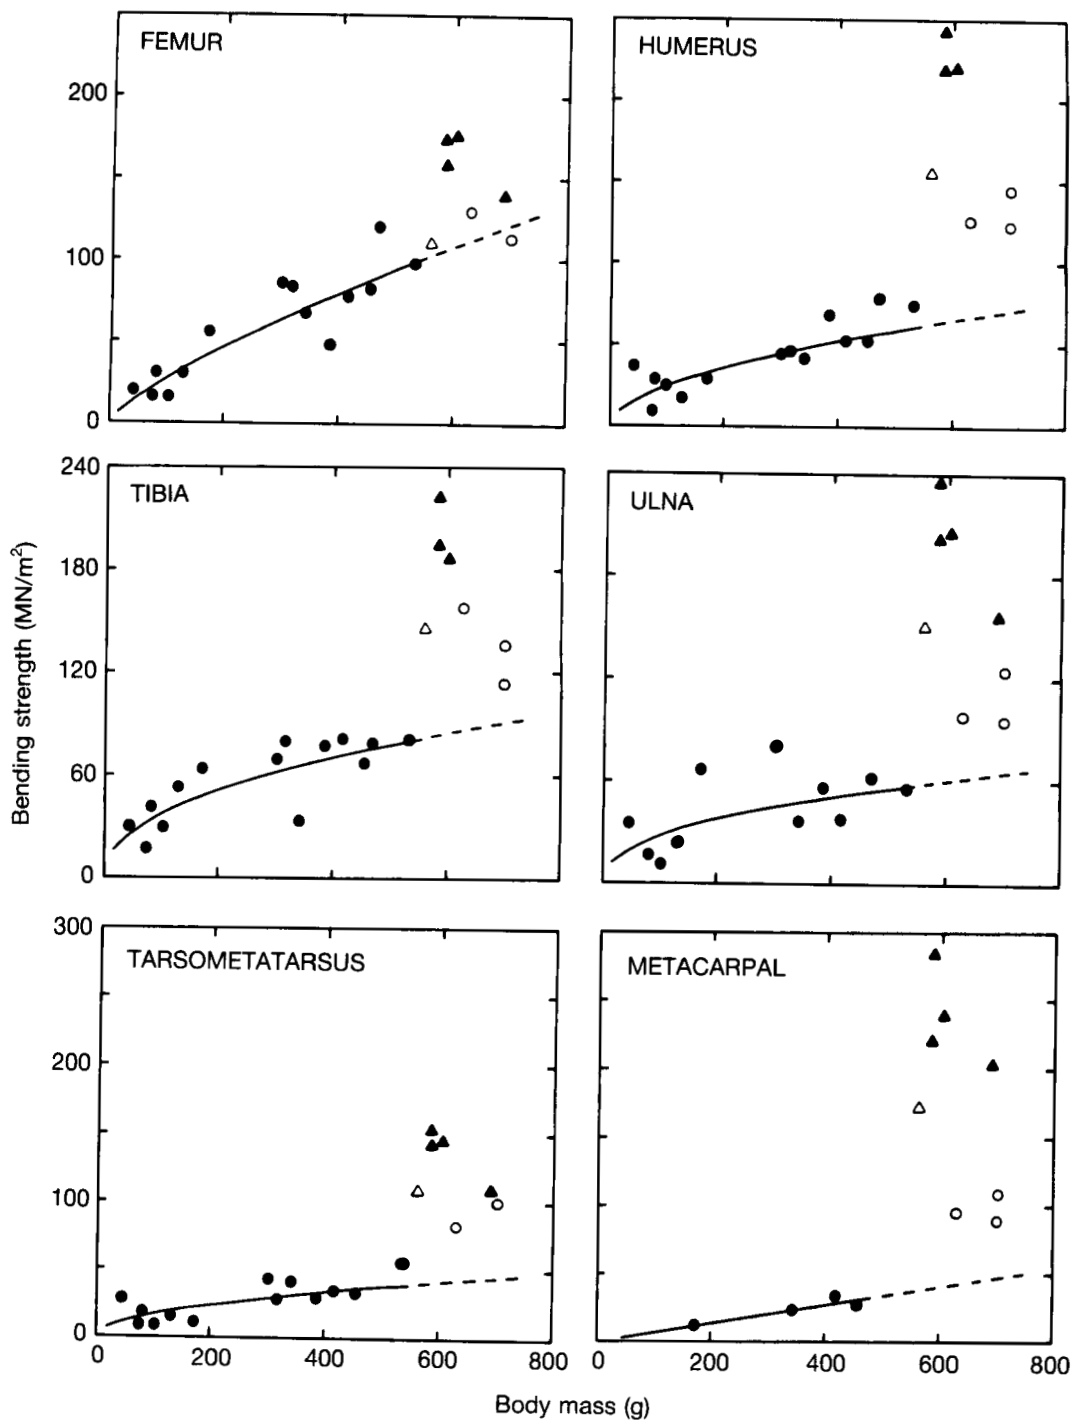 FEMUR
HUMERUS
200
100
0
TIBIA
ULNA
240
180
120
60
0
Bending strength (MN/m²)
TARSOMETATARSUS
METACARPAL
300
200
100
0
0 200 400 600 800
0 200 400 600 800
Body mass (g)